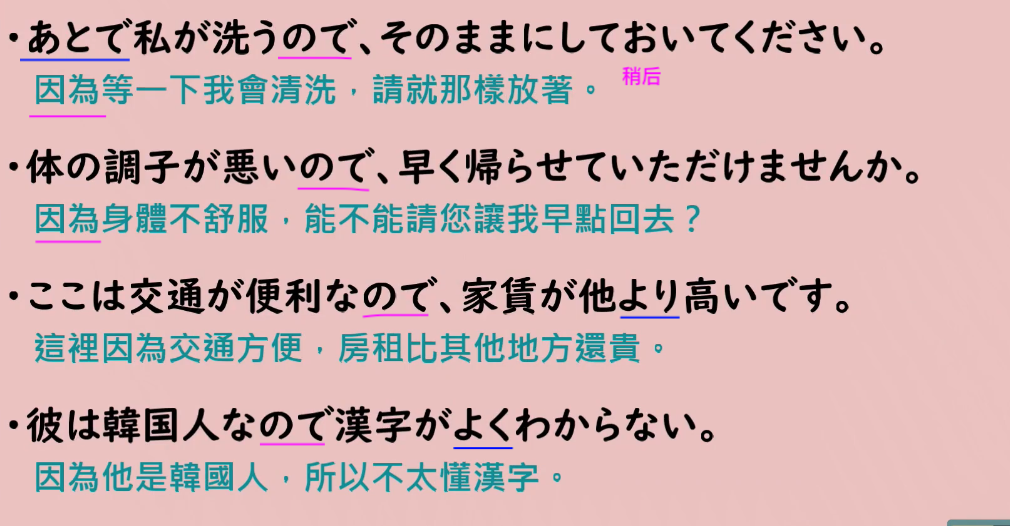 ・あとで私が洗うので、そのままにしておいてください。
因為等一下我會清洗，請就那樣放著。 稍后
・体の調子が悪いので、早く帰らせていただけませんか。
因為身體不舒服，能不能請您讓我早點回去？
・ここは交通が便利なので、家賃が他より高いです。
這裡因為交通方便，房租比其他地方還貴。
・彼は韓国人なので漢字がよくわからない。
因為他是韓國人，所以不太懂漢字。